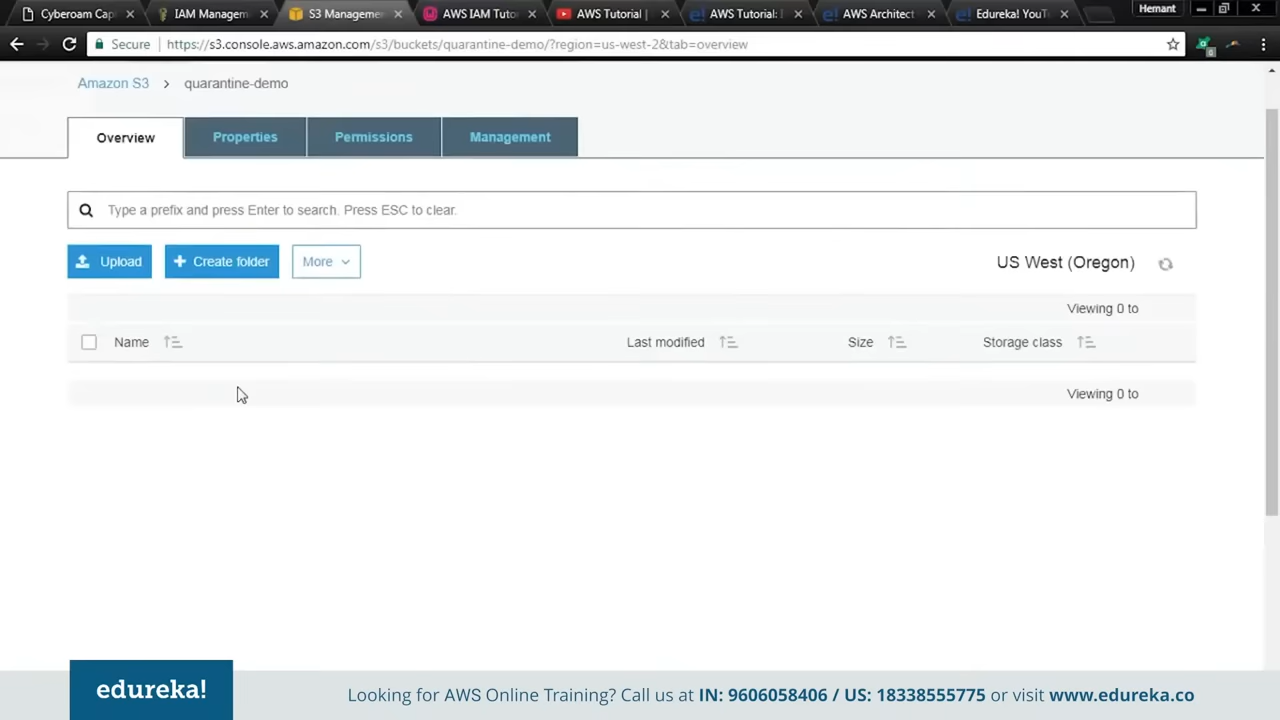 Cyberoam Cap
IAM Managem
S3 Manageme
AWS IAM Tuto
AWS Tutorial |
AWS Tutorial: I
AWS Architect
Edureka! YouT
Hemant
Secure
https://s3.console.aws.amazon.com/s3/buckets/quarantine-demo/?region=us-west-2&tab=overview
Amazon S3 > quarantine-demo
Overview
Properties
Permissions
Management
Type a prefix and press Enter to search. Press ESC to clear.
Upload
+ Create folder
More
US West (Oregon)
Viewing 0 to
Name
Last modified
Size
Storage class
Viewing 0 to
edureka!
Looking for AWS Online Training? Call us at IN: 9606058406 / US: 18338555775 or visit www.edureka.co